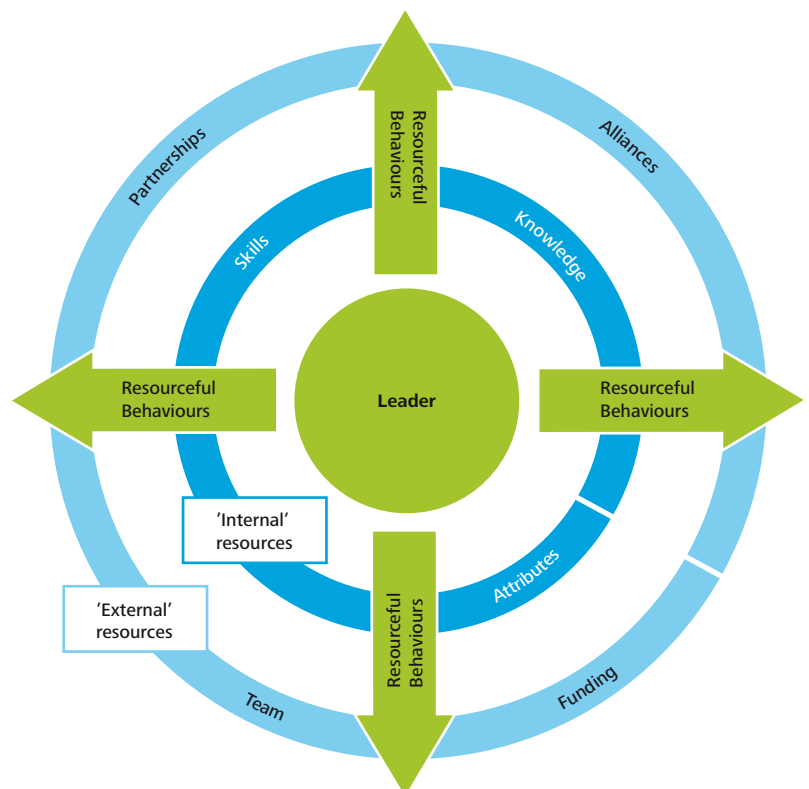 Resourceful
Behaviours
Partnerships
Alliances
Skills
Knowledge
Resourceful
Behaviours
Leader
Resourceful
Behaviours
’Internal’
resources
Attributes
’External’
resources
Resourceful
Behaviours
Team
Funding